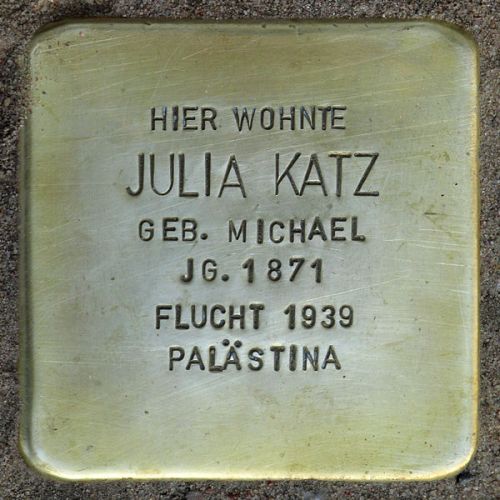 HIER WOHNTE
JULIA KATZ
GEB. MICHAEL
JG. 1871
FLUCHT 1939
PALÄSTINA